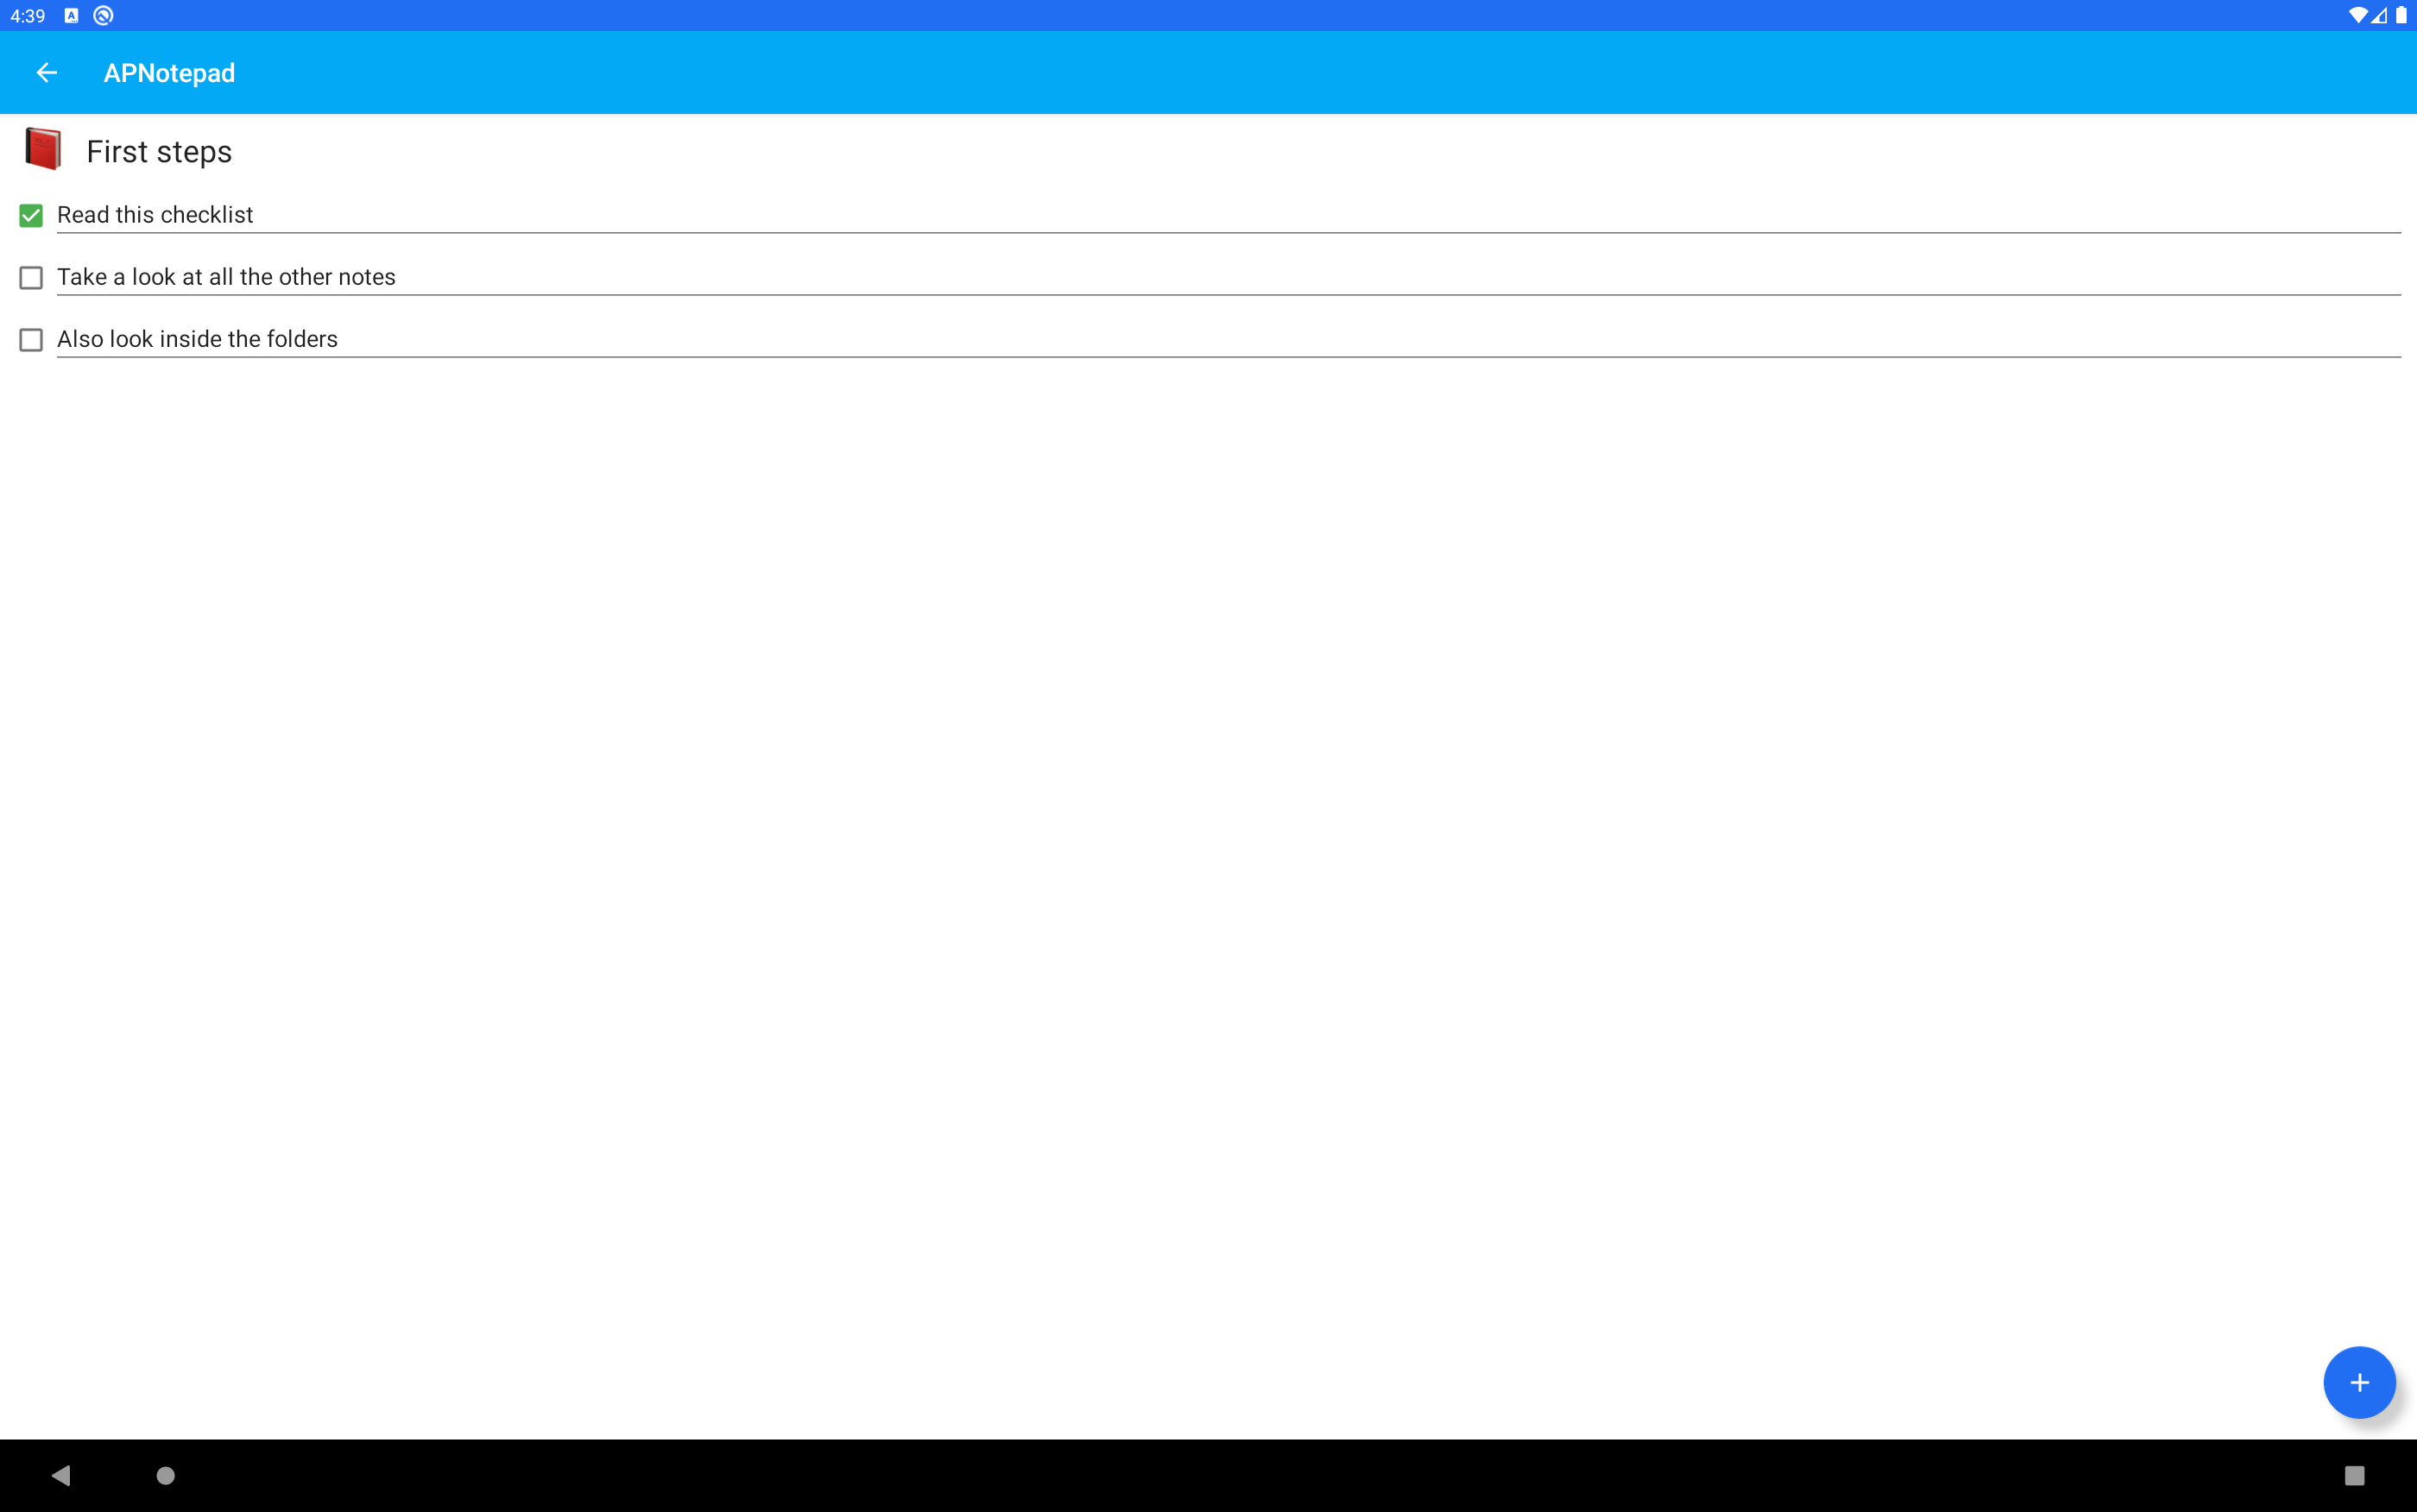 4:39
APNotepad
First steps
Read this checklist
Take a look at all the other notes
Also look inside the folders